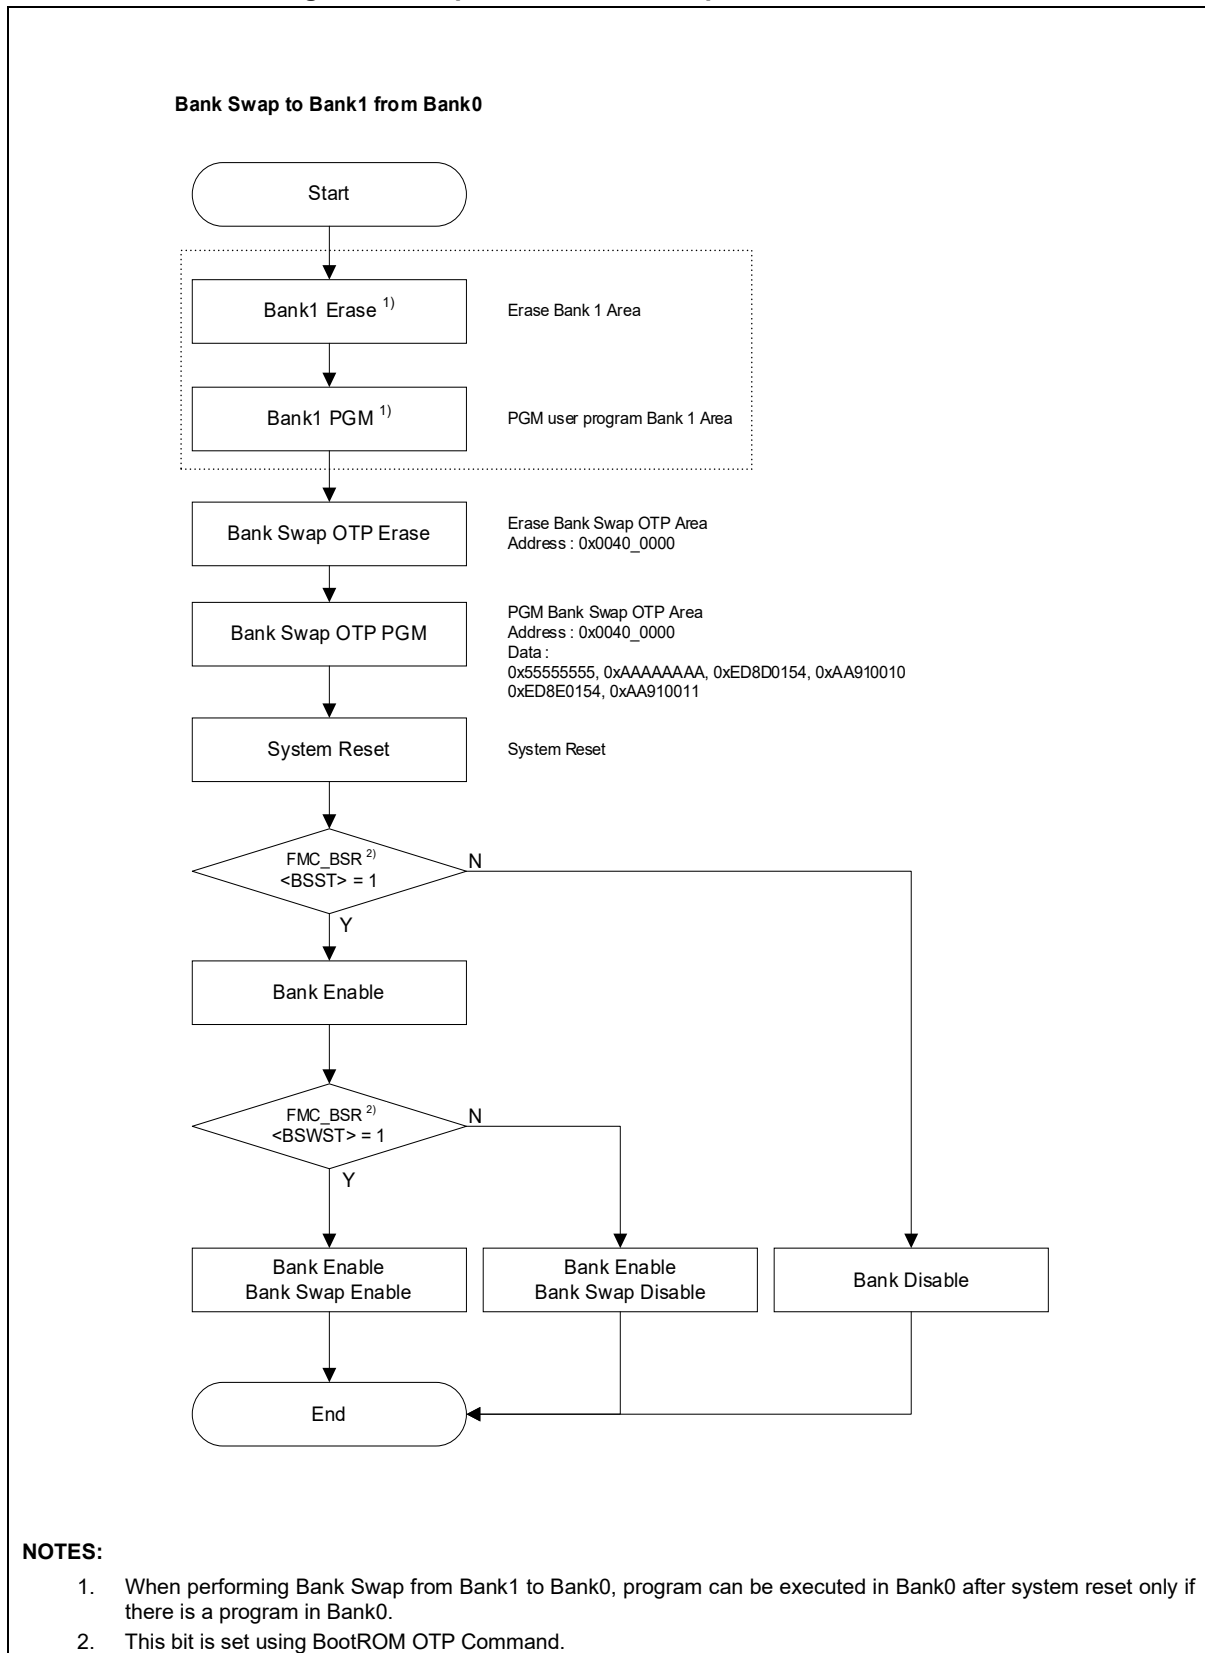 Bank Swap to Bank1 from Bank0
Start
Bank1 Erase 1)
Erase Bank 1 Area
Bank1 PGM 1)
PGM user program Bank 1 Area
Bank Swap OTP Erase
Erase Bank Swap OTP Area
Address : 0x0040_0000
Bank Swap OTP PGM
PGM Bank Swap OTP Area
Address : 0x0040_0000
Data :
0x55555555, 0xAAAAAAAA, 0xED8D0154, 0xAA910010
0xED8E0154, 0xAA910011
System Reset
System Reset
FMC_BSR 2)
<BSST> = 1
N
Y
Bank Enable
FMC_BSR 2)
<BSWST> = 1
N
Y
Bank Enable
Bank Swap Enable
Bank Enable
Bank Swap Disable
Bank Disable
End
NOTES:
1. When performing Bank Swap from Bank1 to Bank0, program can be executed in Bank0 after system reset only if
there is a program in Bank0.
2. This bit is set using BootROM OTP Command.